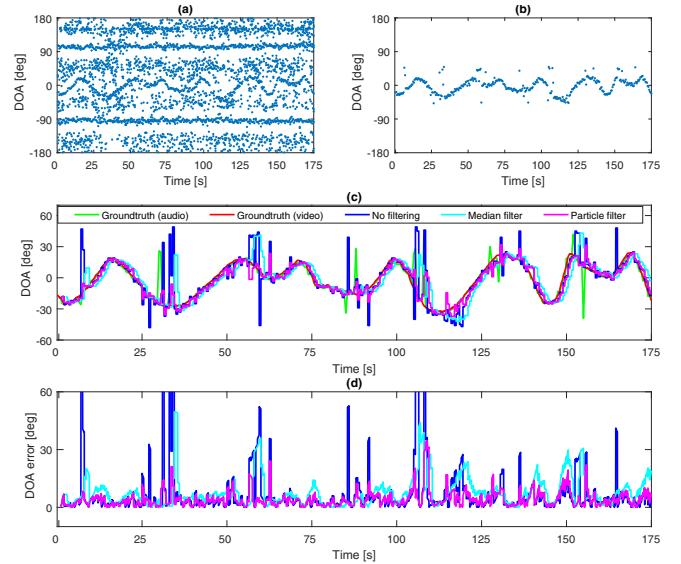 (a)
(b)
180
90
0
-90
-180
DOA [deg]
0 25 50 75 100 125 150 175
Time [s]
180
90
0
-90
-180
DOA [deg]
0 25 50 75 100 125 150 175
Time [s]
(c)
Groundtruth (audio) Groundtruth (video) No filtering Median filter Particle filter
60
30
0
-30
-60
DOA [deg]
0 25 50 75 100 125 150 175
Time [s]
(d)
60
30
0
DOA error [deg]
0 25 50 75 100 125 150 175
Time [s]